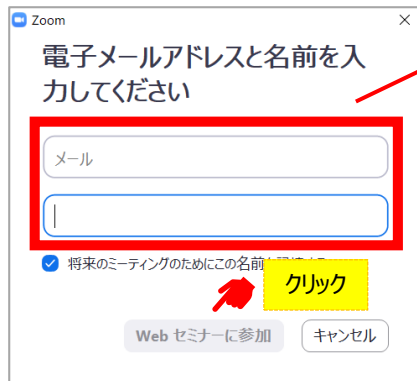 Zoom
電子メールアドレスと名前を入
力してください
メール
将来のミーティングのためにこの名前
クリック
Web セミナーに参加
キャンセル